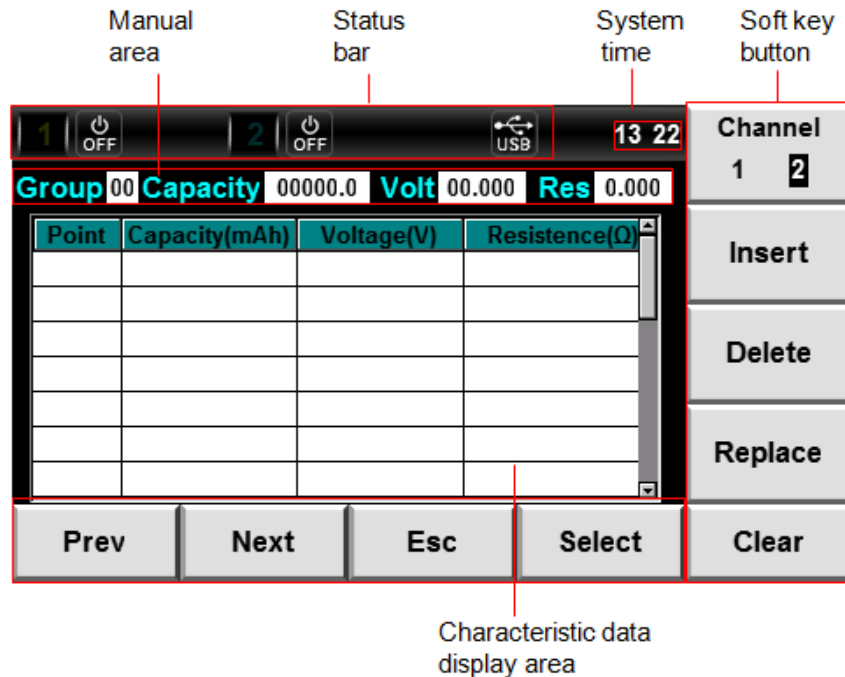 Manual area
Status bar
System time
Soft key button
1 OFF 2 OFF USB 13 22
Channel
1 2
Group 00 Capacity 00000.0 Volt 00.000 Res 0.000
Point Capacity(mAh) Voltage(V) Resistence(Ω)
Insert
Delete
Replace
Prev Next Esc Select Clear
Characteristic data
display area